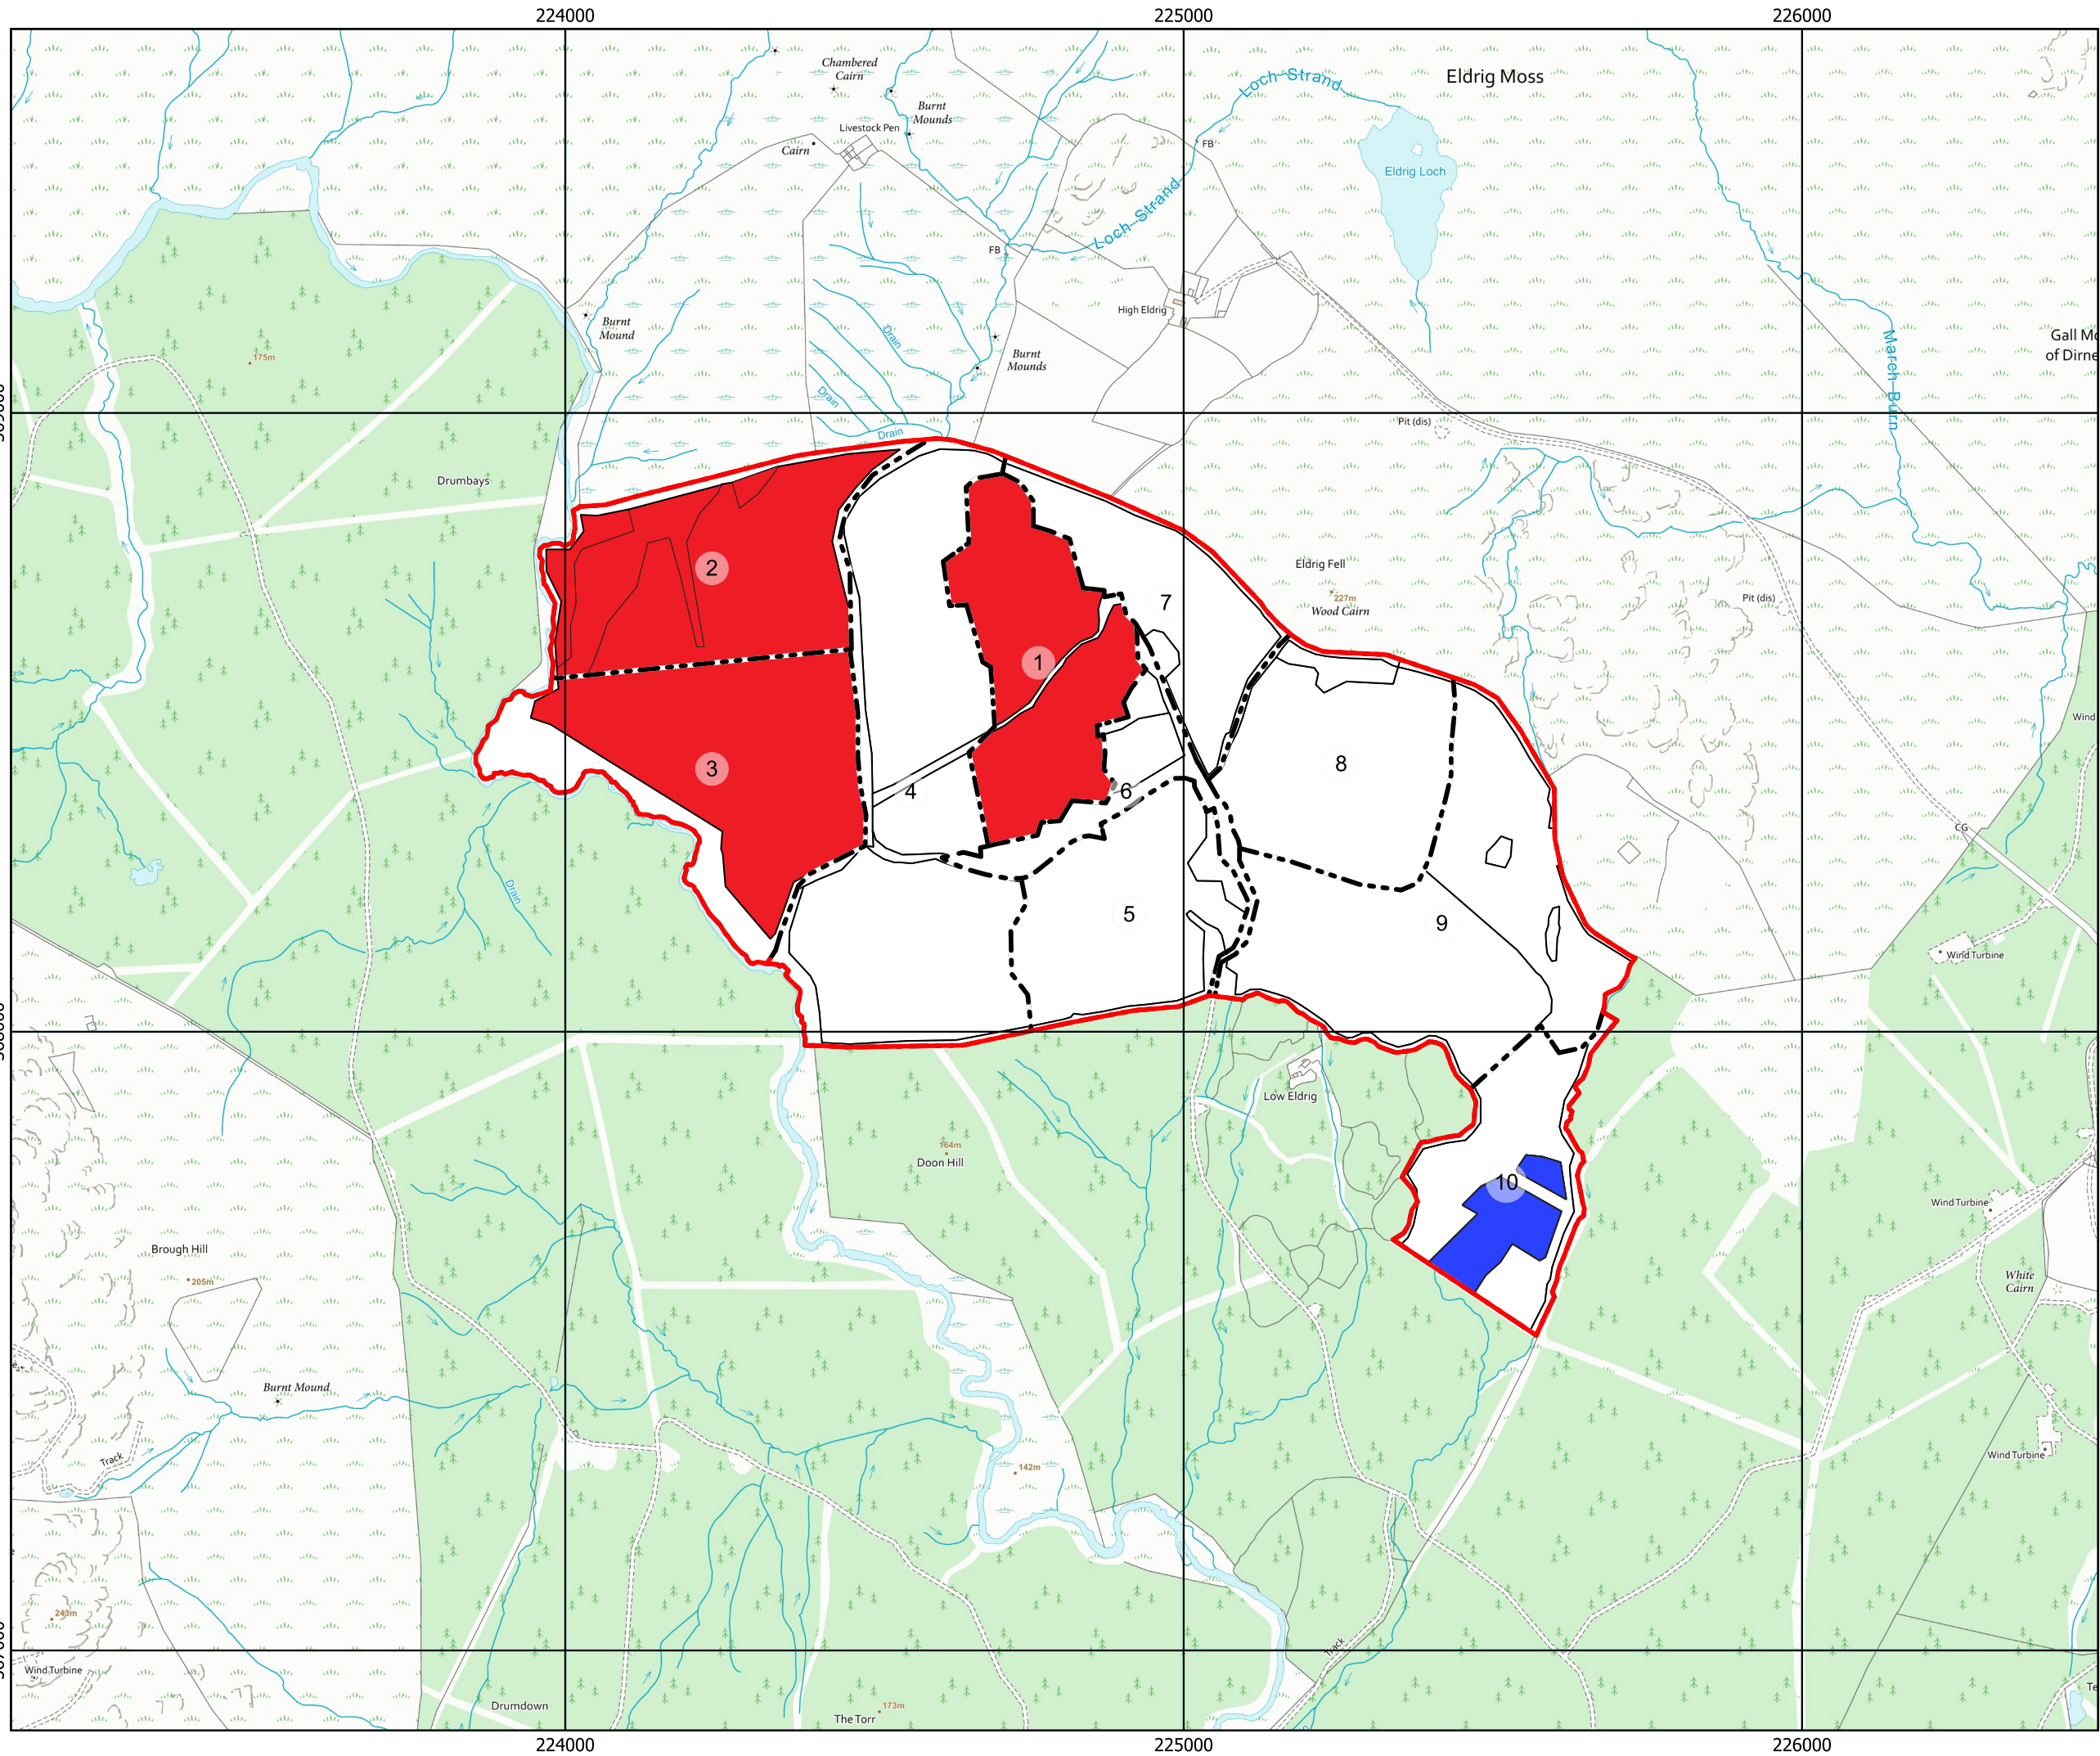 224000
225000
226000
Chambered
Cairn
Burnt
Mounds
Livestock Pen
Cairn
FB
Loch Strand
Eldrig Moss
Eldrig Loch
Loch Strand
FB
High Eldrig
Burnt
Mound
Drain
Burnt
Mounds
Drain
Drain
175m
March Burn
Gall Mo
of Dirne
Pit (dis)
Drumbays
Eldrig Fell
227m
Wood Cairn
Pit (dis)
2
7
1
3
4
6
8
5
9
10
Wind
CG
Drain
Wind Turbine
Low Eldrig
164m
Doon Hill
Wind Turbine
Brough Hill
205m
White
Cairn
Burnt Mound
Track
142m
Wind Turbine
243m
Track
Wind Turbine
Drumdown
173m
The Torr
Te
224000
225000
226000